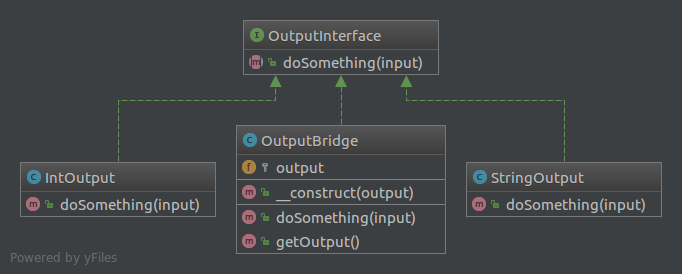 OutputInterface
doSomething(input)
IntOutput
doSomething(input)
OutputBridge
output
__construct(output)
doSomething(input)
getOutput()
StringOutput
doSomething(input)
Powered by yFiles